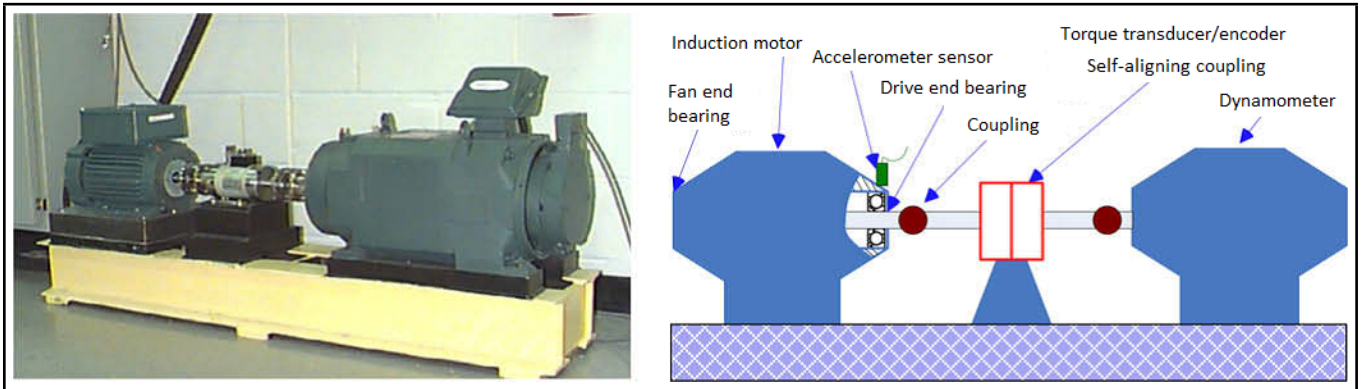 Induction motor
Accelerometer sensor
Torque transducer/encoder
Self-aligning coupling
Fan end
bearing
Drive end bearing
Coupling
Dynamometer